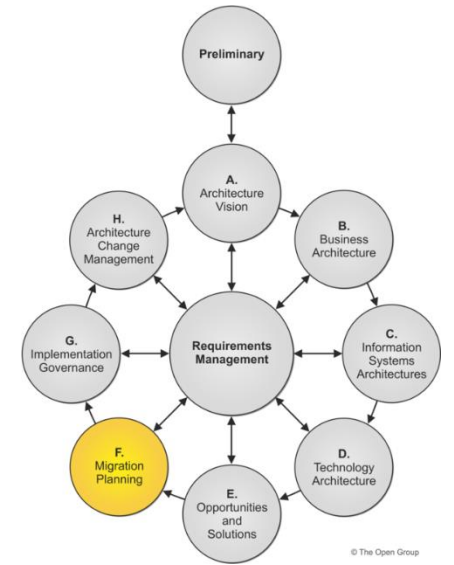 Preliminary
A.
Architecture
Vision
B.
Business
Architecture
C.
Information
Systems
Architectures
D.
Technology
Architecture
E.
Opportunities
and
Solutions
F.
Migration
Planning
G.
Implementation
Governance
H.
Architecture
Change
Management
Requirements
Management
© The Open Group